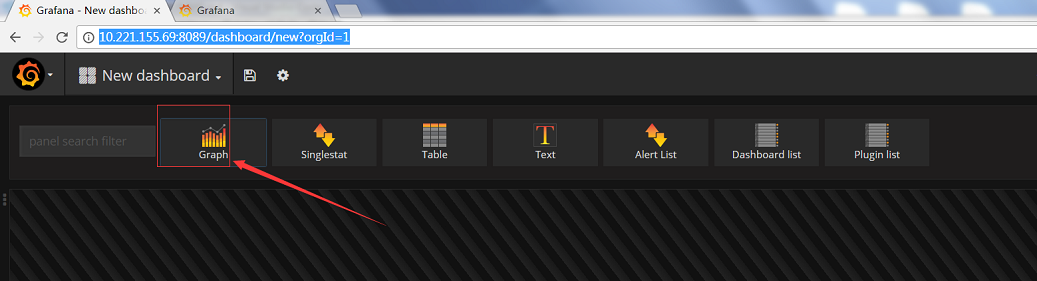 Grafana - New dashbo
Grafana
10.221.155.69:8089/dashboard/new?orgId=1
New dashboard
panel search filter
Graph
Singlestat
Table
Text
Alert List
Dashboard list
Plugin list